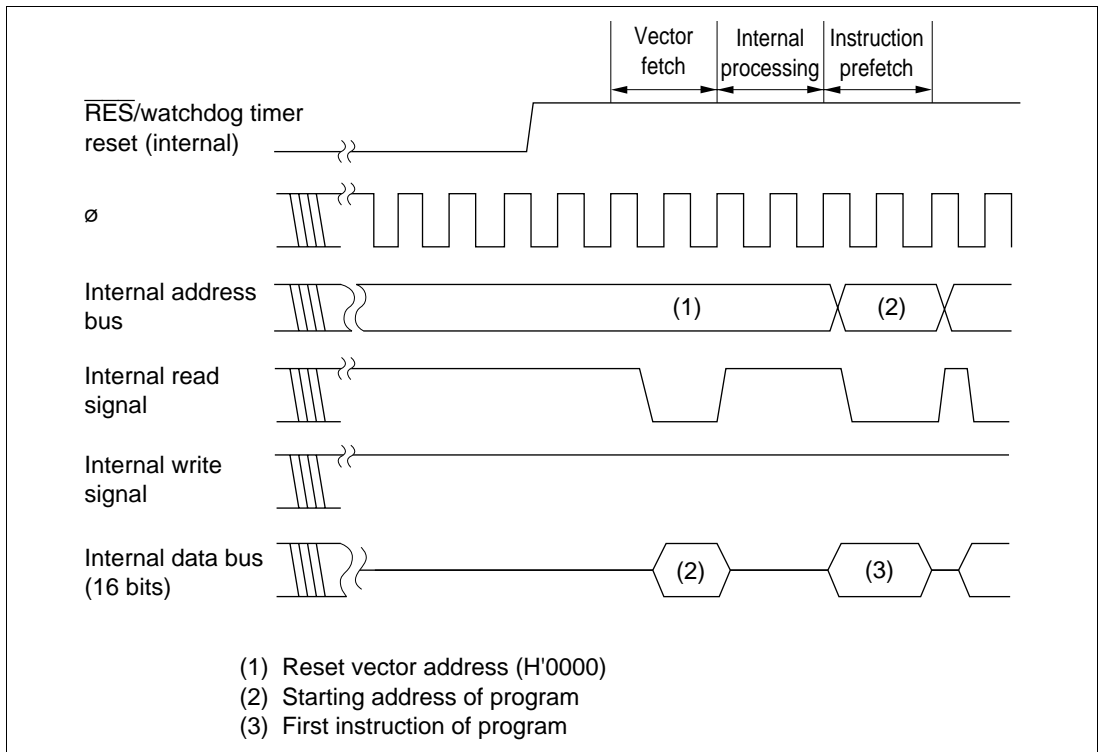 Vector fetch
Internal processing
Instruction prefetch
RES/watchdog timer
reset (internal)
ø
Internal address
bus
(1)
(2)
Internal read
signal
Internal write
signal
Internal data bus
(16 bits)
(2)
(3)
(1) Reset vector address (H'0000)
(2) Starting address of program
(3) First instruction of program